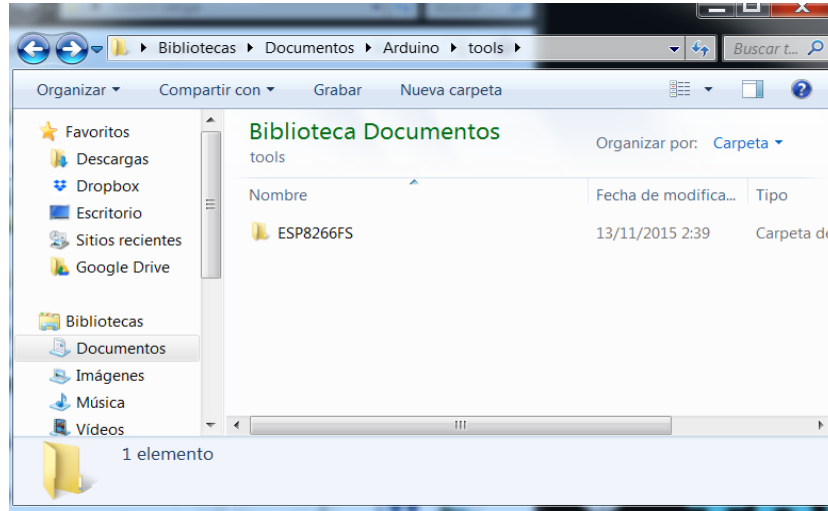 Bibliotecas Documentos Arduino tools
Buscar t...
Organizar Compartir con Grabar Nueva carpeta
Favoritos
Descargas
Dropbox
Escritorio
Sitios recientes
Google Drive
Bibliotecas
Documentos
Imágenes
Música
Vídeos
Biblioteca Documentos
tools
Organizar por: Carpeta
Nombre Fecha de modifica... Tipo
ESP8266FS 13/11/2015 2:39 Carpeta de
1 elemento